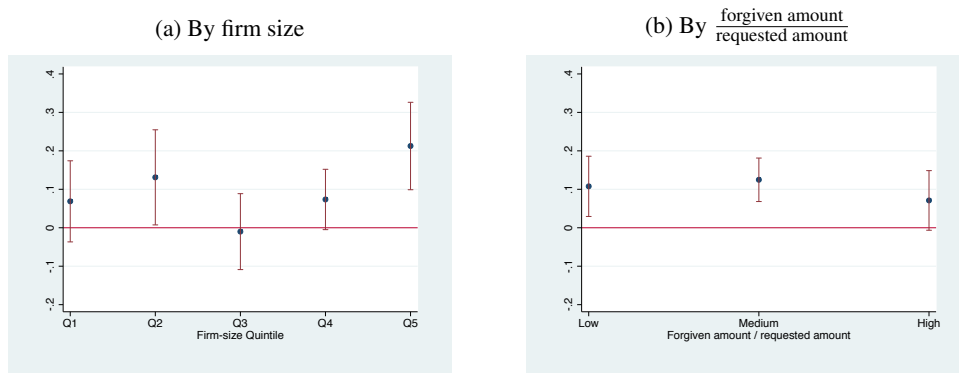 (a) By firm size
.4
.3
.2
.1
0
-.1
-.2
Q1 Q2 Q3 Q4 Q5
Firm-size Quintile
(b) By forgiven amount / requested amount
.4
.3
.2
.1
0
-.1
-.2
Low Medium High
Forgiven amount / requested amount